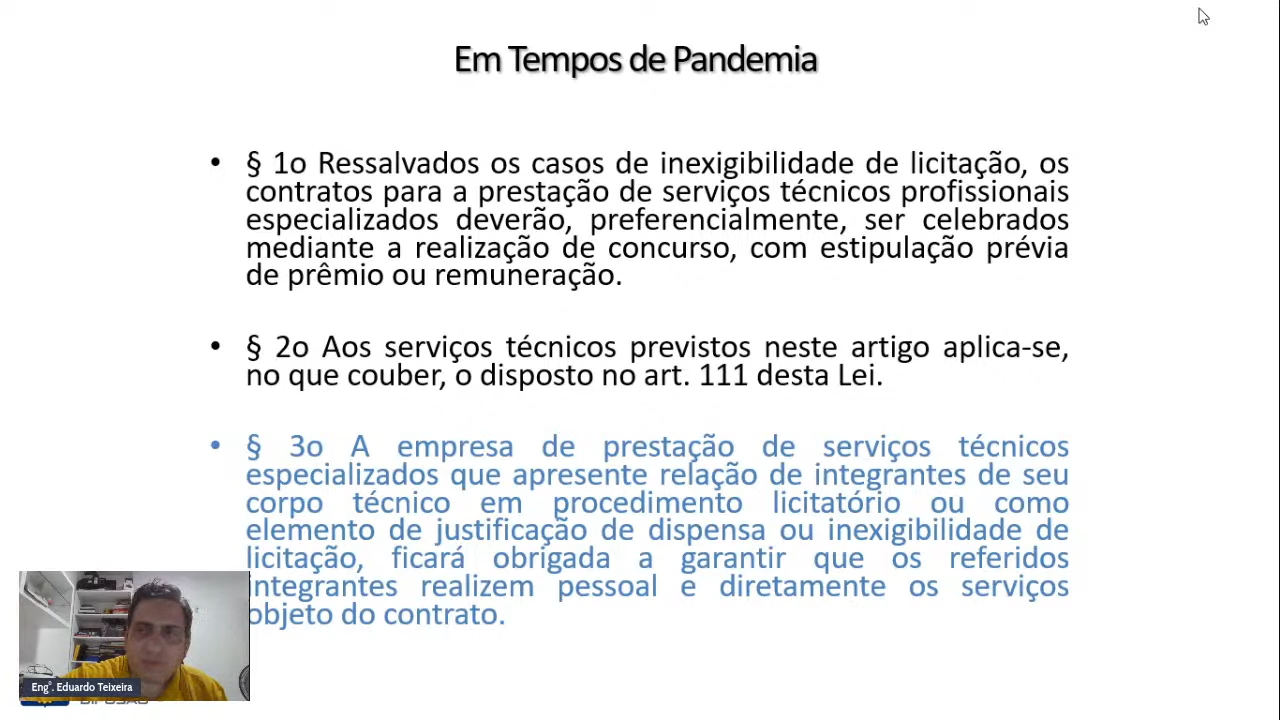 Em Tempos de Pandemia
• § 1o Ressalvados os casos de inexigibilidade de licitação, os
contratos para a prestação de serviços técnicos profissionais
especializados deverão, preferencialmente, ser celebrados
mediante a realização de concurso, com estipulação prévia
de prêmio ou remuneração.
• § 2o Aos serviços técnicos previstos neste artigo aplica-se,
no que couber, o disposto no art. 111 desta Lei.
• § 3o A empresa de prestação de serviços técnicos
especializados que apresente relação de integrantes de seu
corpo técnico em procedimento licitatório ou como
elemento de justificação de dispensa ou inexigibilidade de
licitação, ficará obrigada a garantir que os referidos
integrantes realizem pessoal e diretamente os serviços
objeto do contrato.
Eng°. Eduardo Teixeira